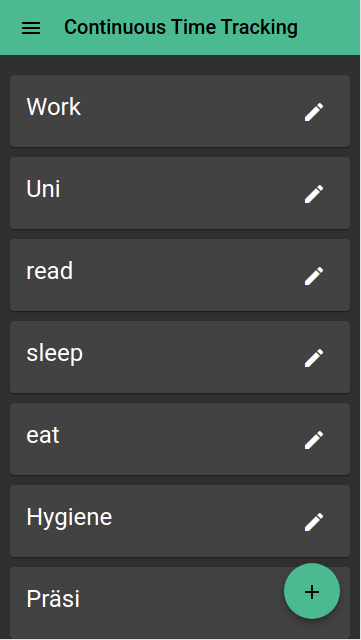 Continuous Time Tracking
Work
Uni
read
sleep
eat
Hygiene
Präsi